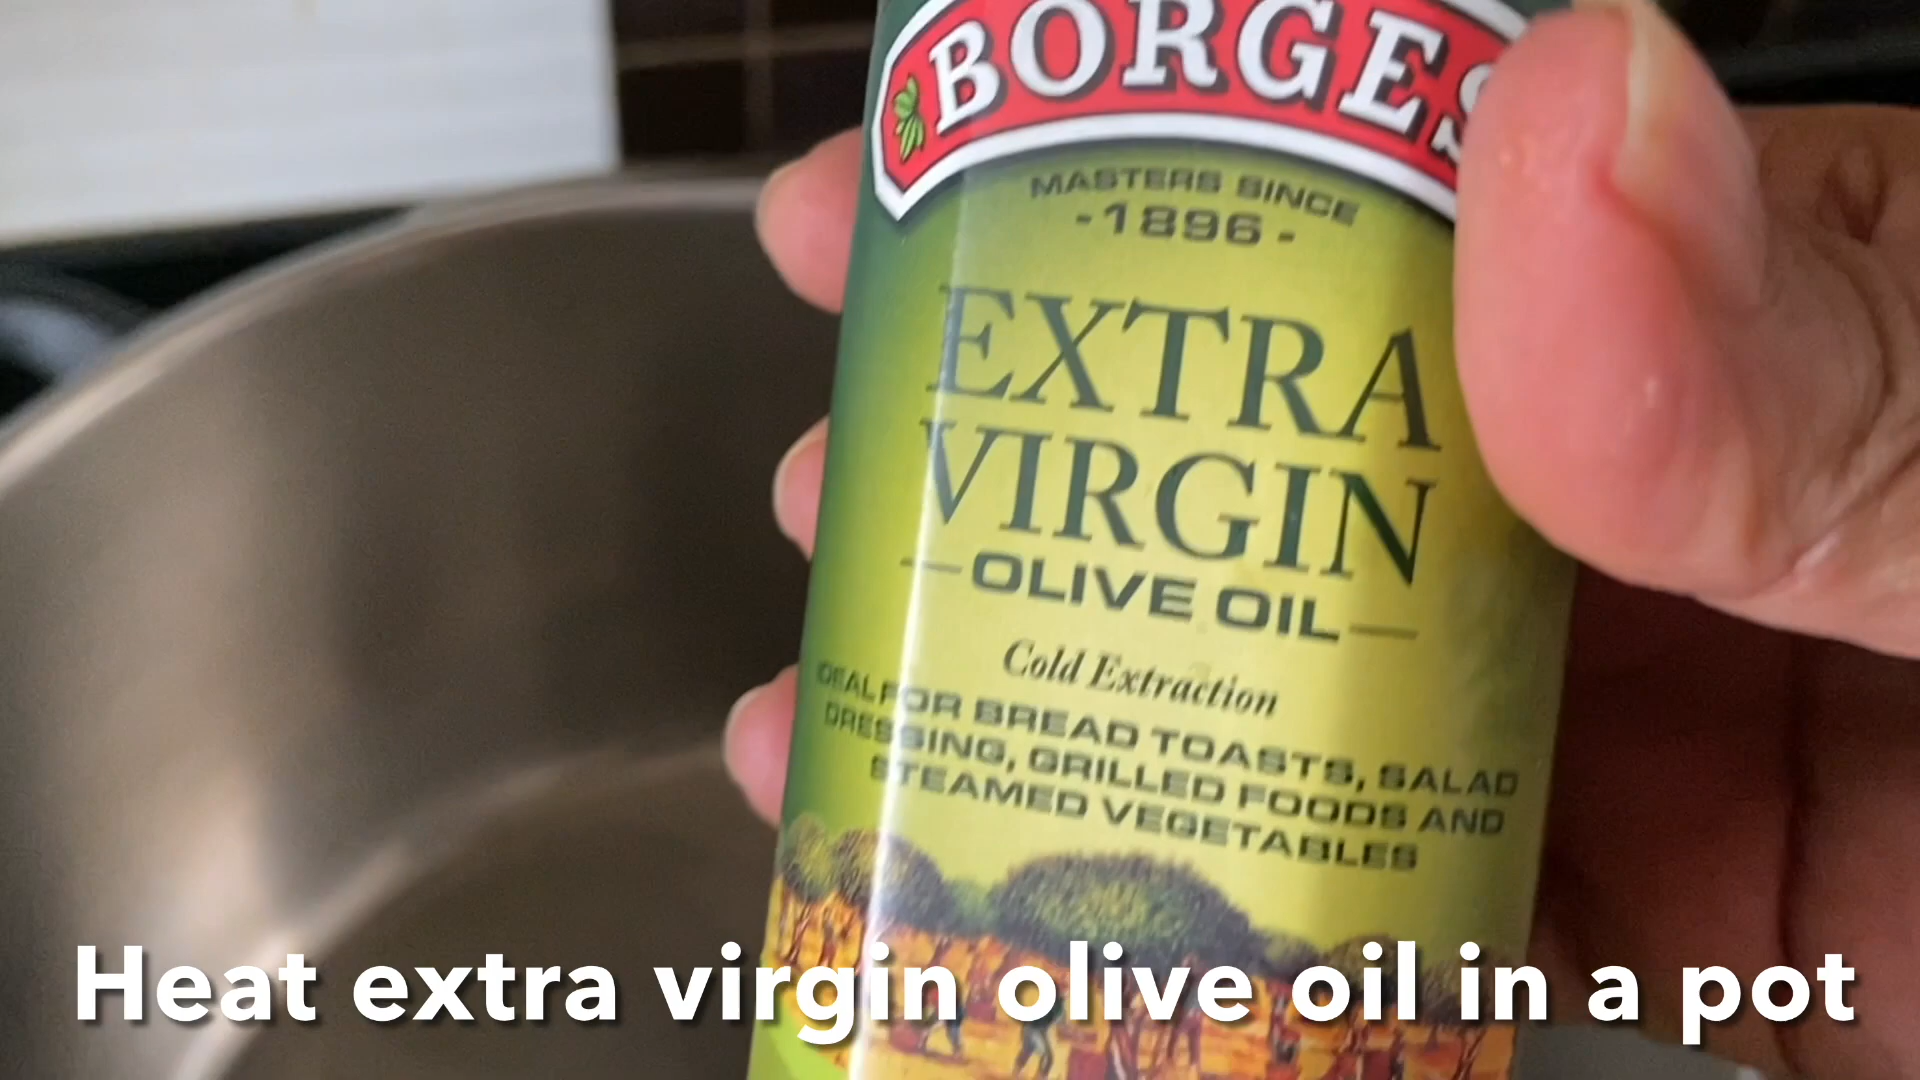 BORGES
MASTERS SINCE
-1896-
EXTRA
VIRGIN
OLIVE OIL
Cold Extraction
IDEAL FOR BREAD TOASTS, SALAD
DRESSING, GRILLED FOODS AND
STEAMED VEGETABLES
Heat extra virgin olive oil in a pot